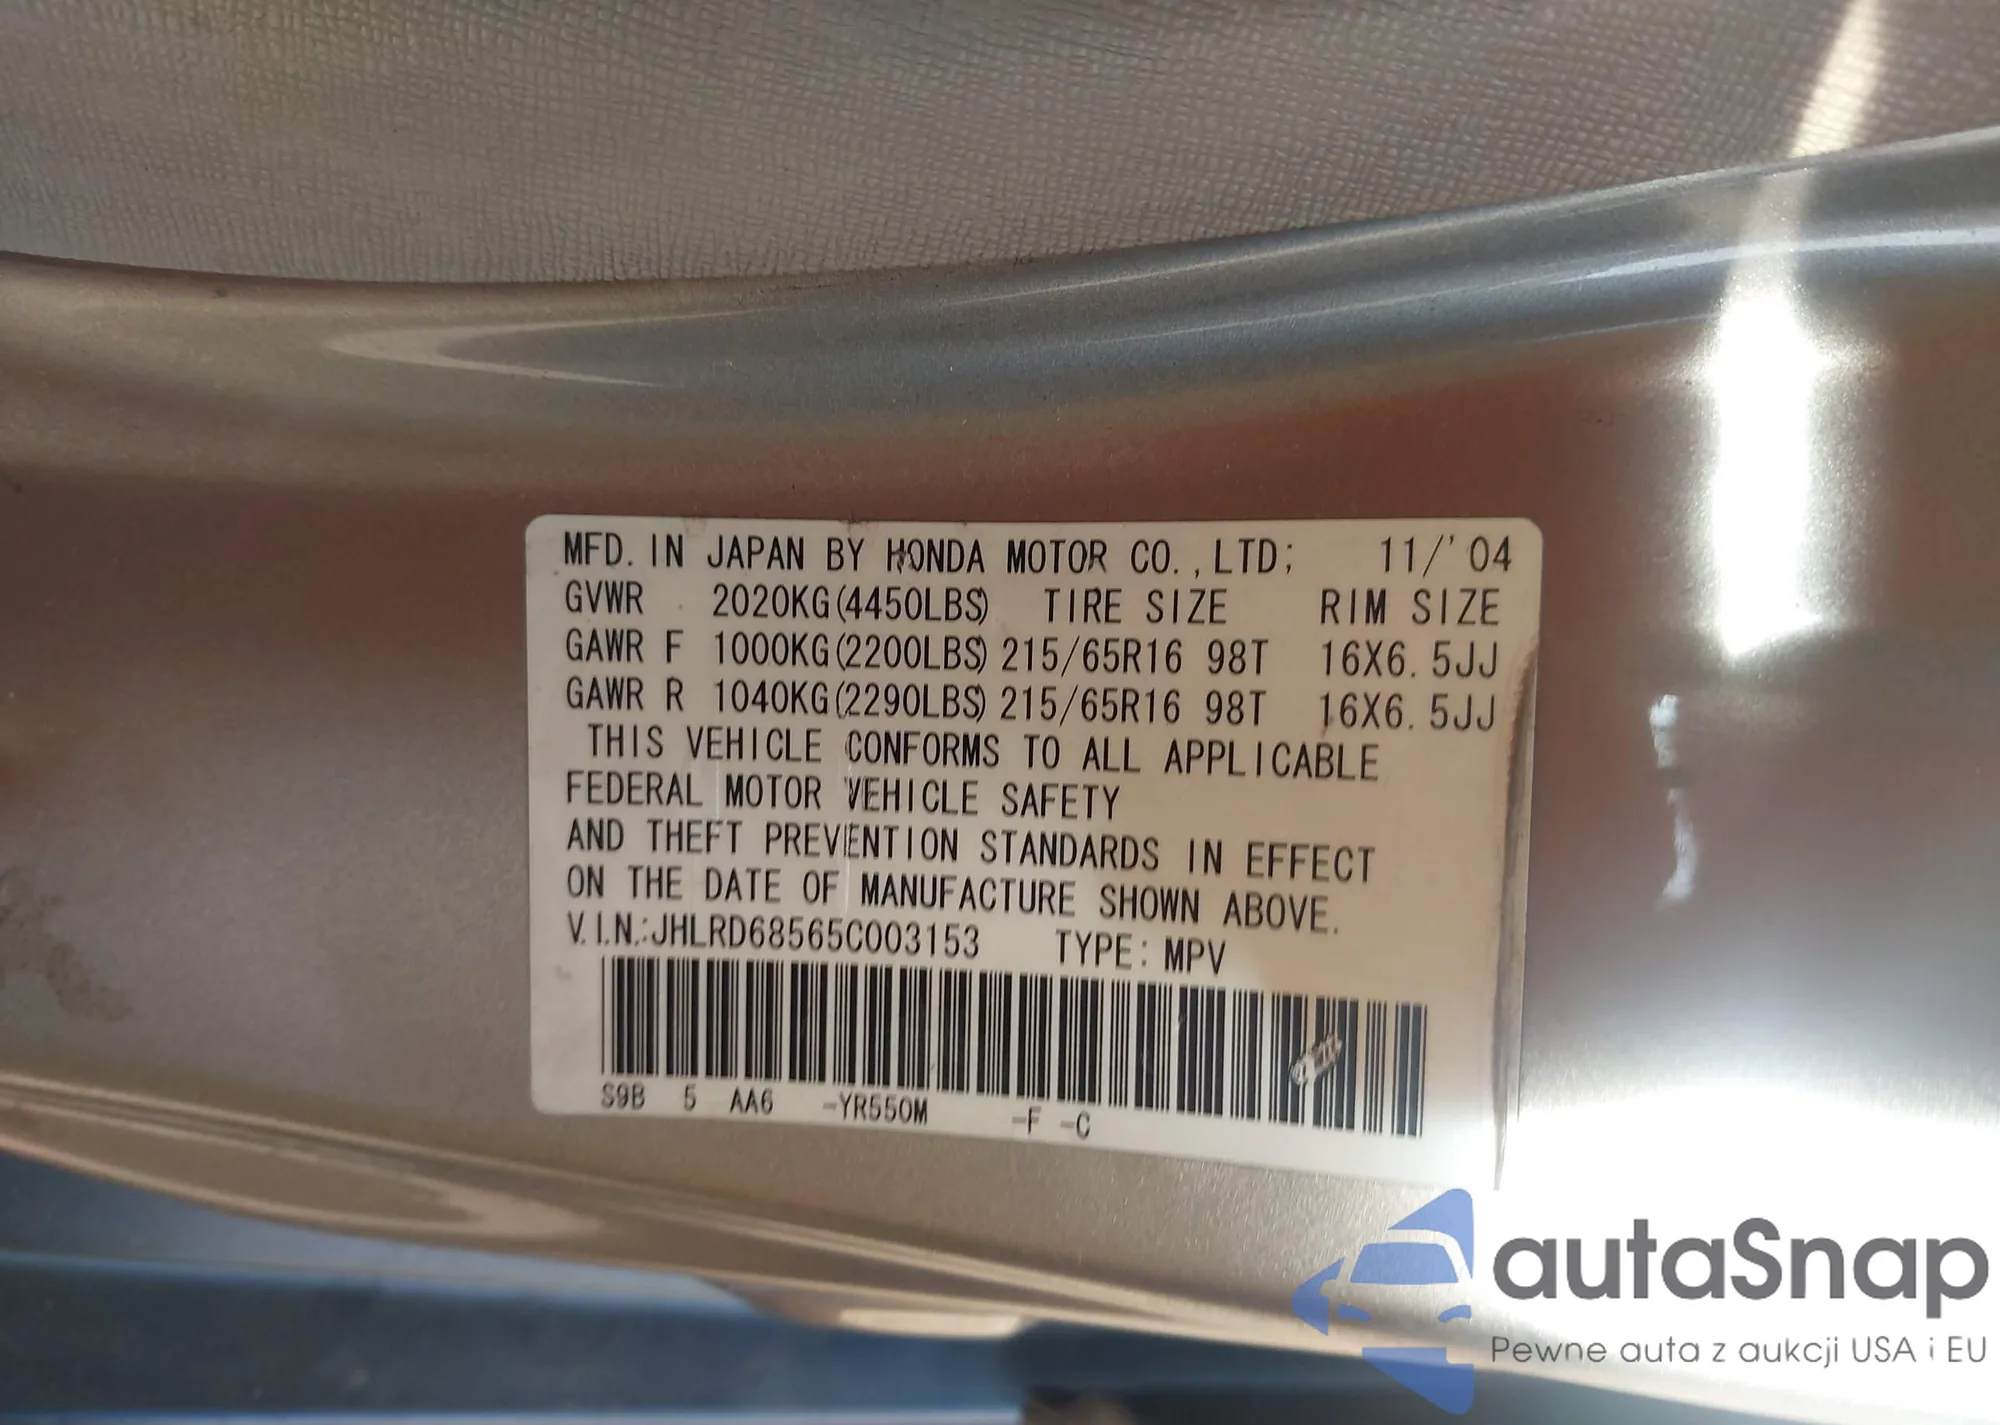 MFD. IN JAPAN BY HONDA MOTOR CO., LTD; 11/'04
GVWR 2020KG(4450LBS) TIRE SIZE RIM SIZE
GAWR F 1000KG(2200LBS) 215/65R16 98T 16X6.5JJ
GAWR R 1040KG(2290LBS) 215/65R16 98T 16X6.5JJ
THIS VEHICLE CONFORMS TO ALL APPLICABLE
FEDERAL MOTOR VEHICLE SAFETY
AND THEFT PREVENTION STANDARDS IN EFFECT
ON THE DATE OF MANUFACTURE SHOWN ABOVE.
V.I.N.:JHLRD68565C003153 TYPE: MPV
S9B 5 AA6 -YR550M -F -C
autaSnap
Pewne auta z aukcji USA i EU